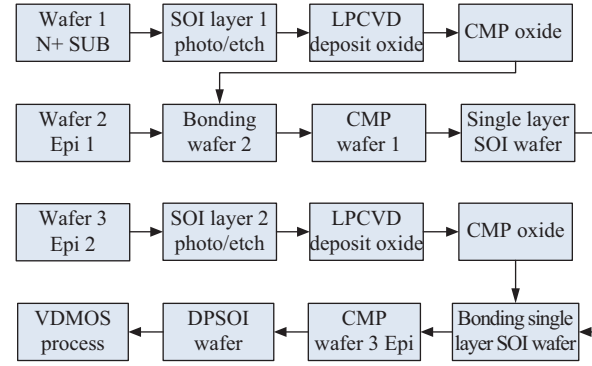 Wafer 1
N+ SUB
SOI layer 1
photo/etch
LPCVD
deposit oxide
CMP oxide
Wafer 2
Epi 1
Bonding
wafer 2
CMP
wafer 1
Single layer
SOI wafer
Wafer 3
Epi 2
SOI layer 2
photo/etch
LPCVD
deposit oxide
CMP oxide
VDMOS
process
DPSOI
wafer
CMP
wafer 3 Epi
Bonding single
layer SOI wafer